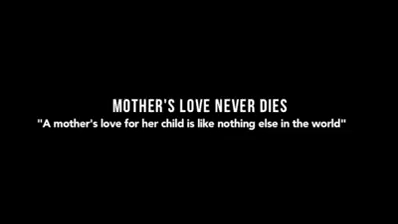 MOTHER'S LOVE NEVER DIES
"A mother's love for her child is like nothing else in the world"